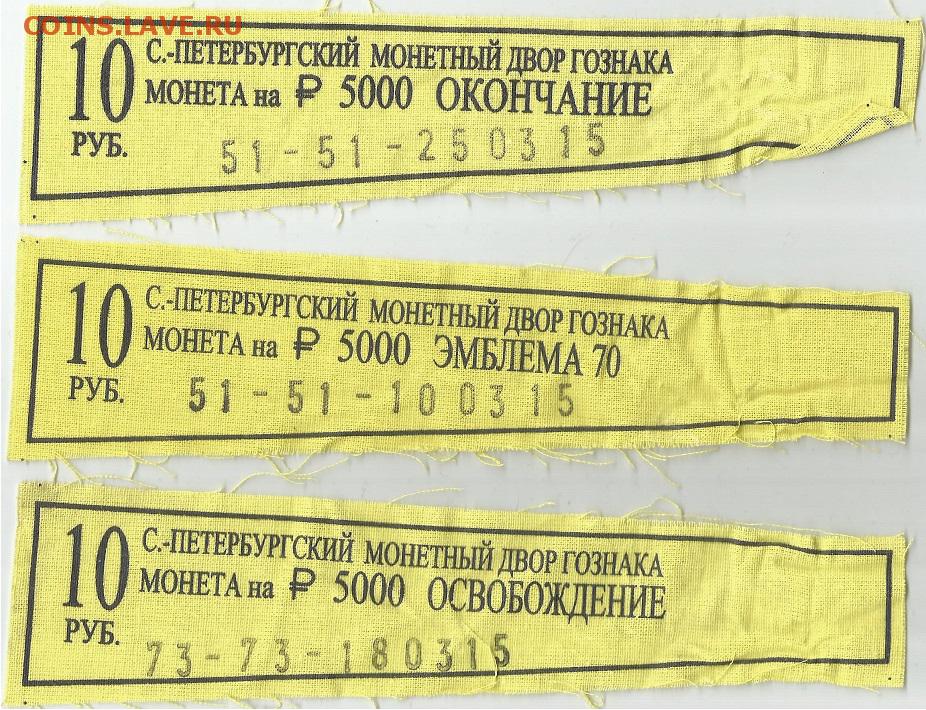 COINS.LAVE.RU
10 РУБ.
С.-ПЕТЕРБУРГСКИЙ МОНЕТНЫЙ ДВОР ГОЗНАКА
МОНЕТА на ₽ 5000 ОКОНЧАНИЕ
51-51-250315
10 РУБ.
С.-ПЕТЕРБУРГСКИЙ МОНЕТНЫЙ ДВОР ГОЗНАКА
МОНЕТА на ₽ 5000 ЭМБЛЕМА 70
51-51-100315
10 РУБ.
С.-ПЕТЕРБУРГСКИЙ МОНЕТНЫЙ ДВОР ГОЗНАКА
МОНЕТА на ₽ 5000 ОСВОБОЖДЕНИЕ
73-73-180315